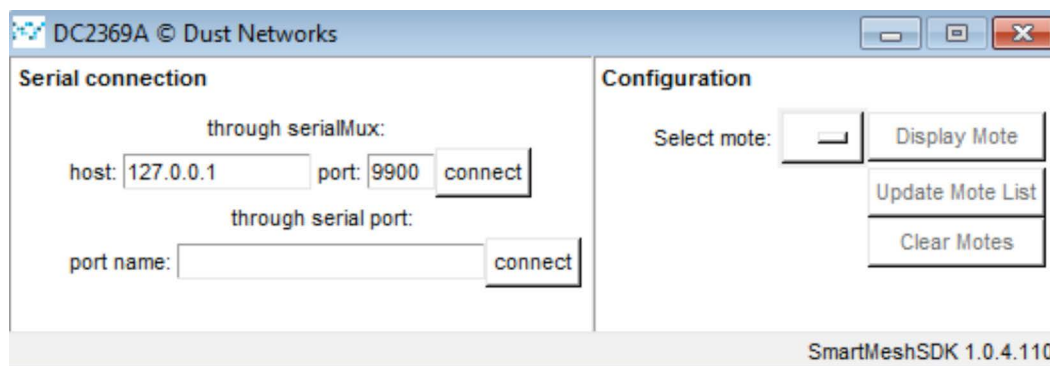 DC2369A © Dust Networks
Serial connection
through serialMux:
host: 127.0.0.1 port: 9900 connect
through serial port:
port name: connect
Configuration
Select mote: Display Mote
Update Mote List
Clear Motes
SmartMeshSDK 1.0.4.110